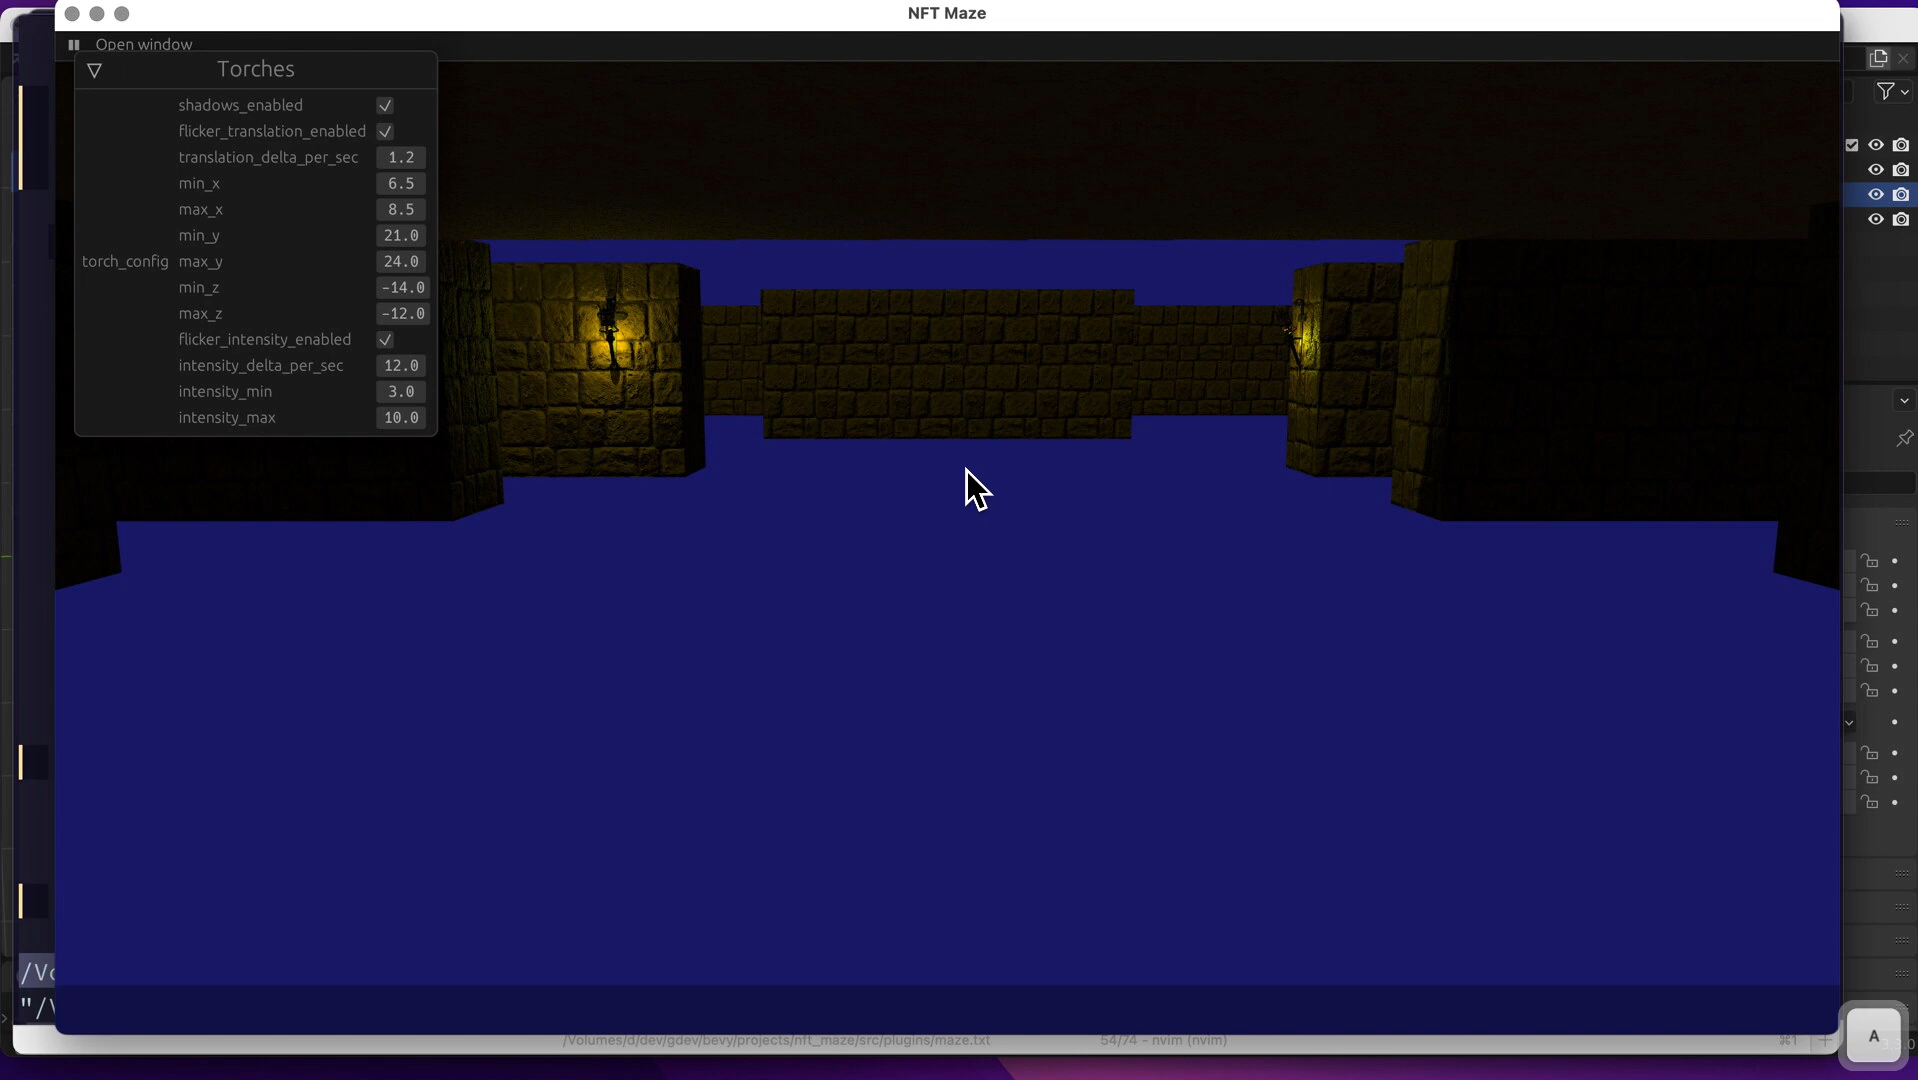 NFT Maze
Open window
Torches
shadows_enabled
flicker_translation_enabled
translation_delta_per_sec 1.2
min_x 6.5
max_x 8.5
min_y 21.0
torch_config max_y 24.0
min_z -14.0
max_z -12.0
flicker_intensity_enabled
intensity_delta_per_sec 12.0
intensity_min 3.0
intensity_max 10.0
/Vo
"/V
/Volumes/d/dev/gdev/bevy/projects/nft_maze/src/plugins/maze.txt 54/74 - nvim (nvim) ⌘1
A